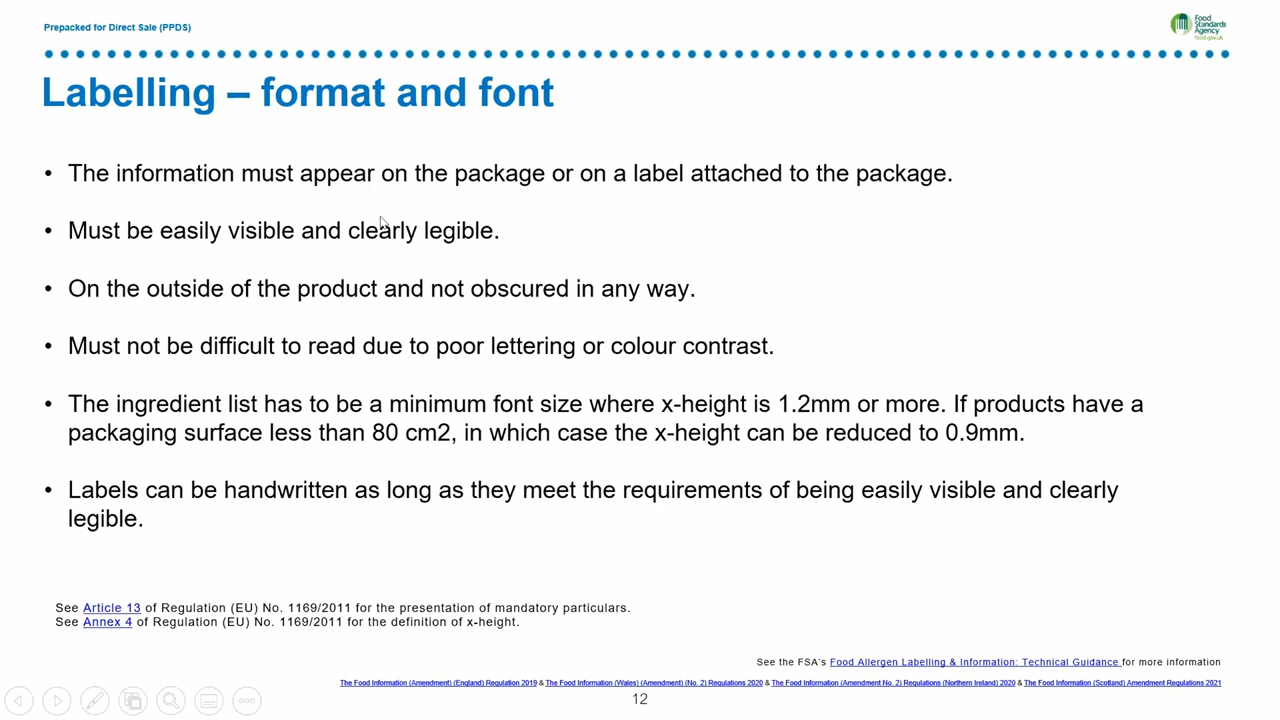 Prepacked for Direct Sale (PPDS)
Food
Standards
Agency
food.gov.uk
Labelling – format and font
• The information must appear on the package or on a label attached to the package.
• Must be easily visible and clearly legible.
• On the outside of the product and not obscured in any way.
• Must not be difficult to read due to poor lettering or colour contrast.
• The ingredient list has to be a minimum font size where x-height is 1.2mm or more. If products have a
packaging surface less than 80 cm2, in which case the x-height can be reduced to 0.9mm.
• Labels can be handwritten as long as they meet the requirements of being easily visible and clearly
legible.
See Article 13 of Regulation (EU) No. 1169/2011 for the presentation of mandatory particulars.
See Annex 4 of Regulation (EU) No. 1169/2011 for the definition of x-height.
See the FSA's Food Allergen Labelling & Information: Technical Guidance for more information
The Food Information (Amendment) (England) Regulation 2019 & The Food Information (Wales) (Amendment) (No. 2) Regulations 2020 & The Food Information (Amendment No. 2) Regulations (Northern Ireland) 2020 & The Food Information (Scotland) Amendment Regulations 2021
12